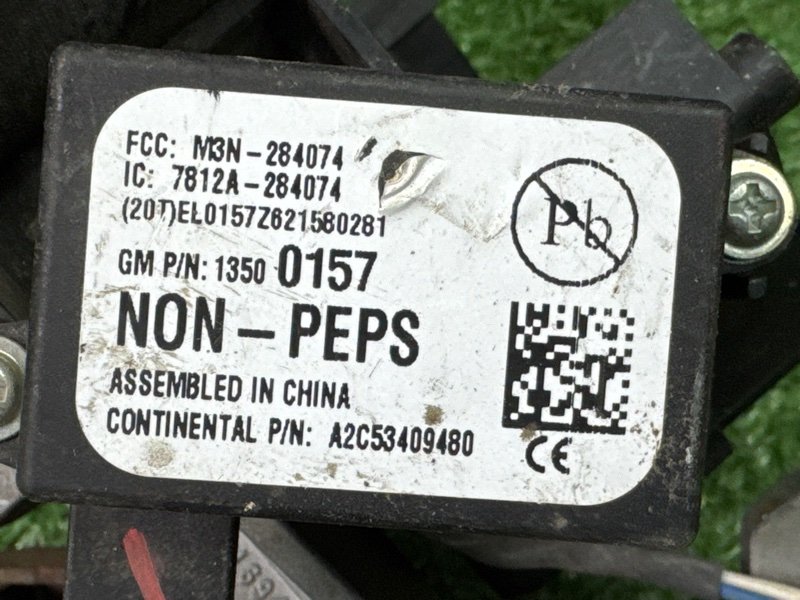 FCC: M3N-284074
IC: 7812A-284074
(20T)EL0157Z621580281
Pb
GM P/N: 1350 0157
NON-PEPS
ASSEMBLED IN CHINA
CONTINENTAL P/N: A2C53409480
CE